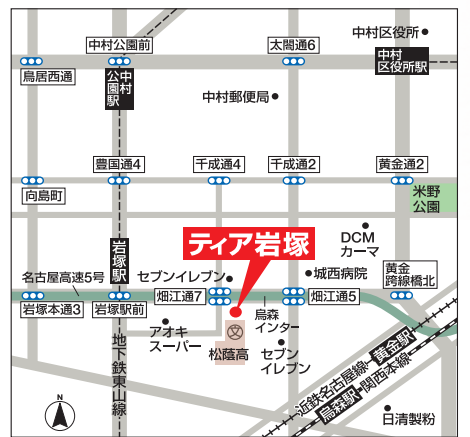 中村区役所
中村公園前
太閤通6
中村
区役所駅
鳥居西通
中村
公園駅
中村郵便局
豊国通4
千成通4
千成通2
黄金通2
向島町
米野
公園
ティア岩塚
DCM
カーマ
岩塚駅
名古屋高速5号
セブンイレブン
城西病院
黄金
跨線橋北
畑江通7
畑江通5
岩塚本通3
岩塚駅前
烏森
インター
アオキ
スーパー
松蔭高
セブン
イレブン
地下鉄東山線
近鉄名古屋線
黄金駅
烏森駅
関西本線
日清製粉
N